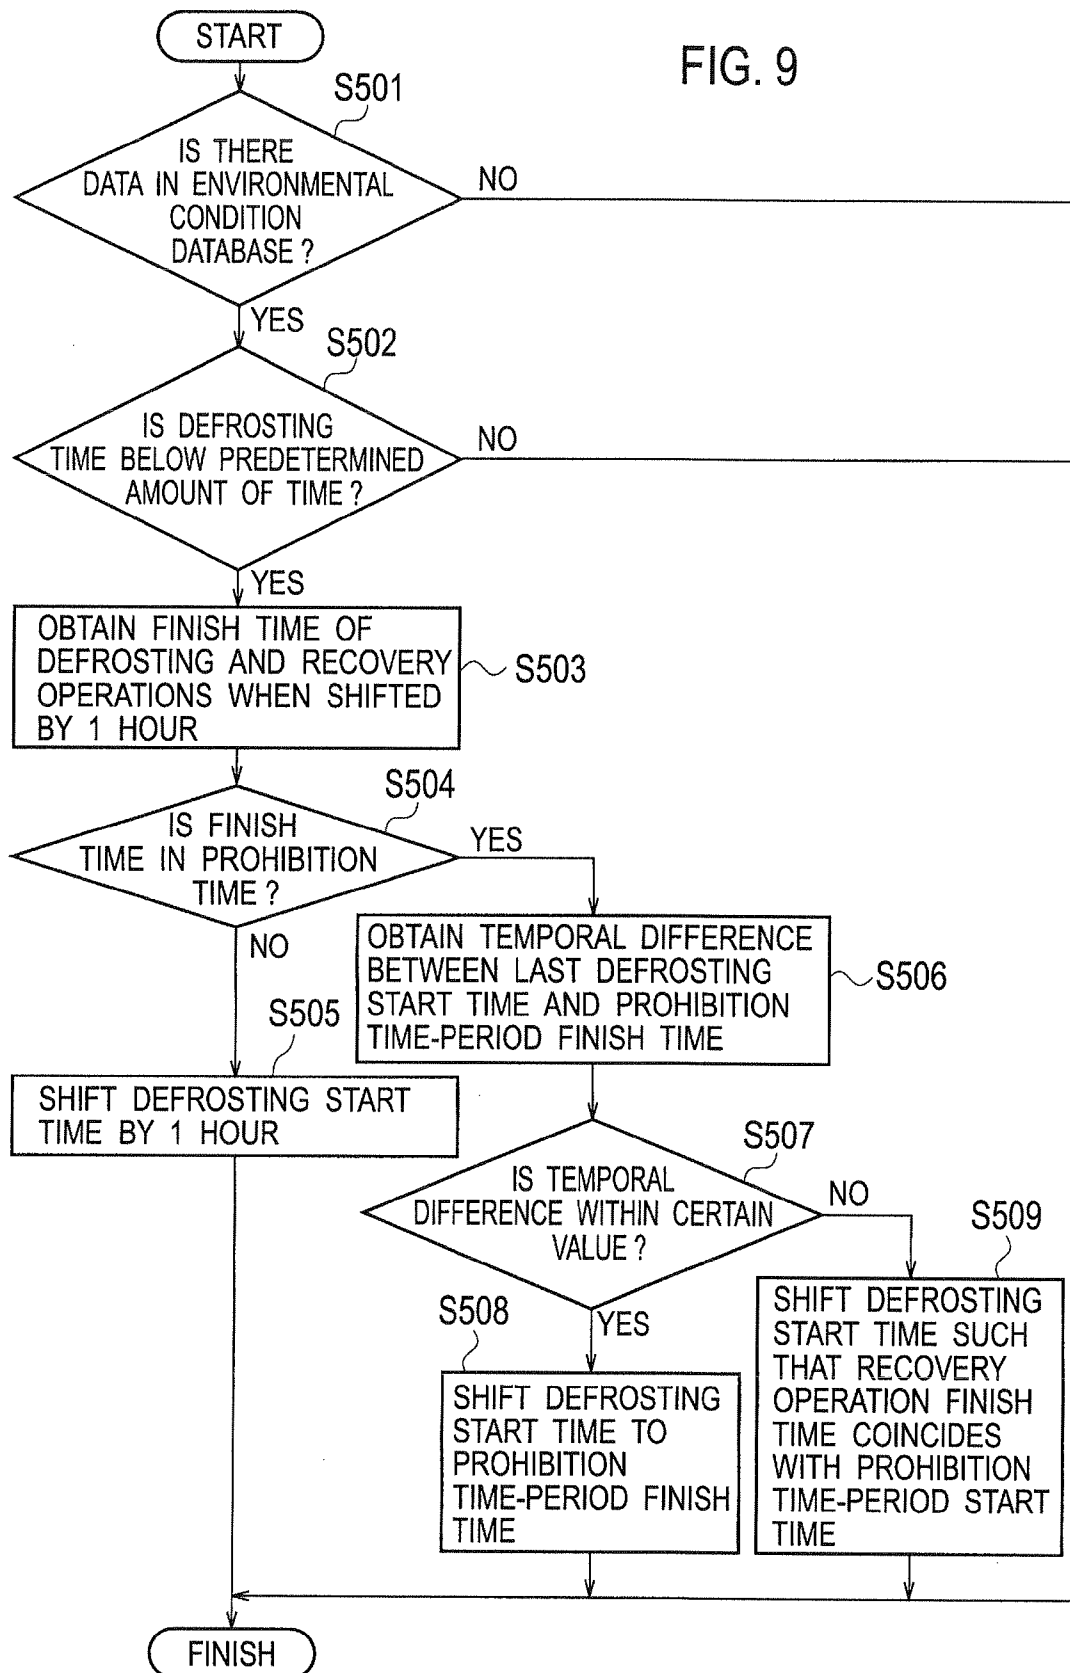 START
FIG. 9
S501
IS THERE
DATA IN ENVIRONMENTAL
CONDITION
DATABASE ?
NO
YES
S502
IS DEFROSTING
TIME BELOW PREDETERMINED
AMOUNT OF TIME ?
NO
YES
OBTAIN FINISH TIME OF
DEFROSTING AND RECOVERY
OPERATIONS WHEN SHIFTED
BY 1 HOUR
S503
S504
IS FINISH
TIME IN PROHIBITION
TIME ?
YES
NO
OBTAIN TEMPORAL DIFFERENCE
BETWEEN LAST DEFROSTING
START TIME AND PROHIBITION
TIME-PERIOD FINISH TIME
S506
S505
SHIFT DEFROSTING START
TIME BY 1 HOUR
S507
IS TEMPORAL
DIFFERENCE WITHIN CERTAIN
VALUE ?
NO
YES
S508
SHIFT DEFROSTING
START TIME TO
PROHIBITION
TIME-PERIOD FINISH
TIME
S509
SHIFT DEFROSTING
START TIME SUCH
THAT RECOVERY
OPERATION FINISH
TIME COINCIDES
WITH PROHIBITION
TIME-PERIOD START
TIME
FINISH